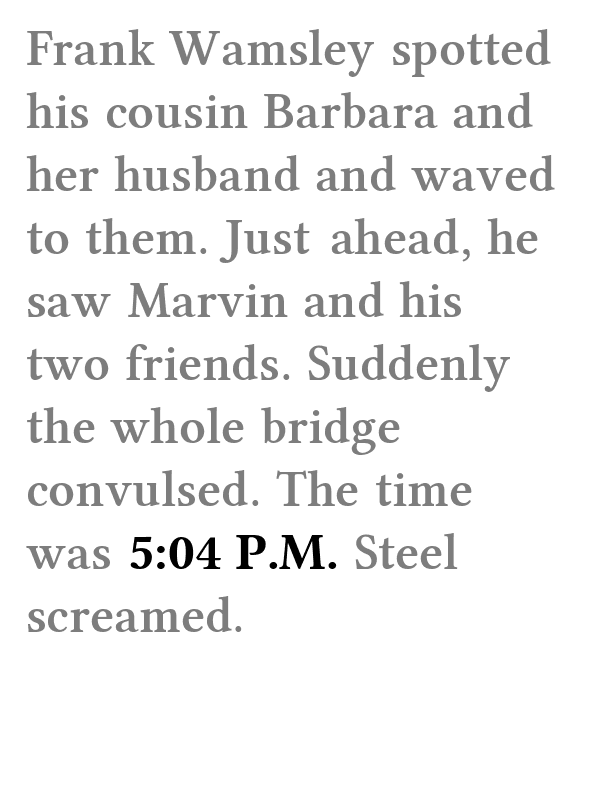 Frank Wamsley spotted
his cousin Barbara and
her husband and waved
to them. Just ahead, he
saw Marvin and his
two friends. Suddenly
the whole bridge
convulsed. The time
was 5:04 P.M. Steel
screamed.